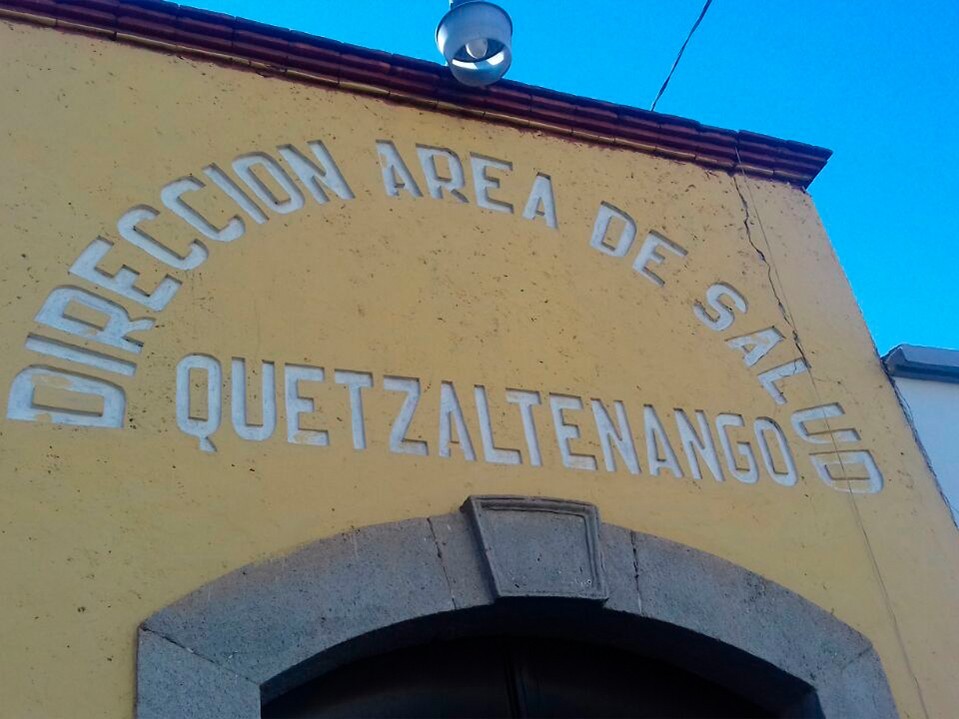 DIRECCION AREA DE SALUD
QUETZALTENANGO